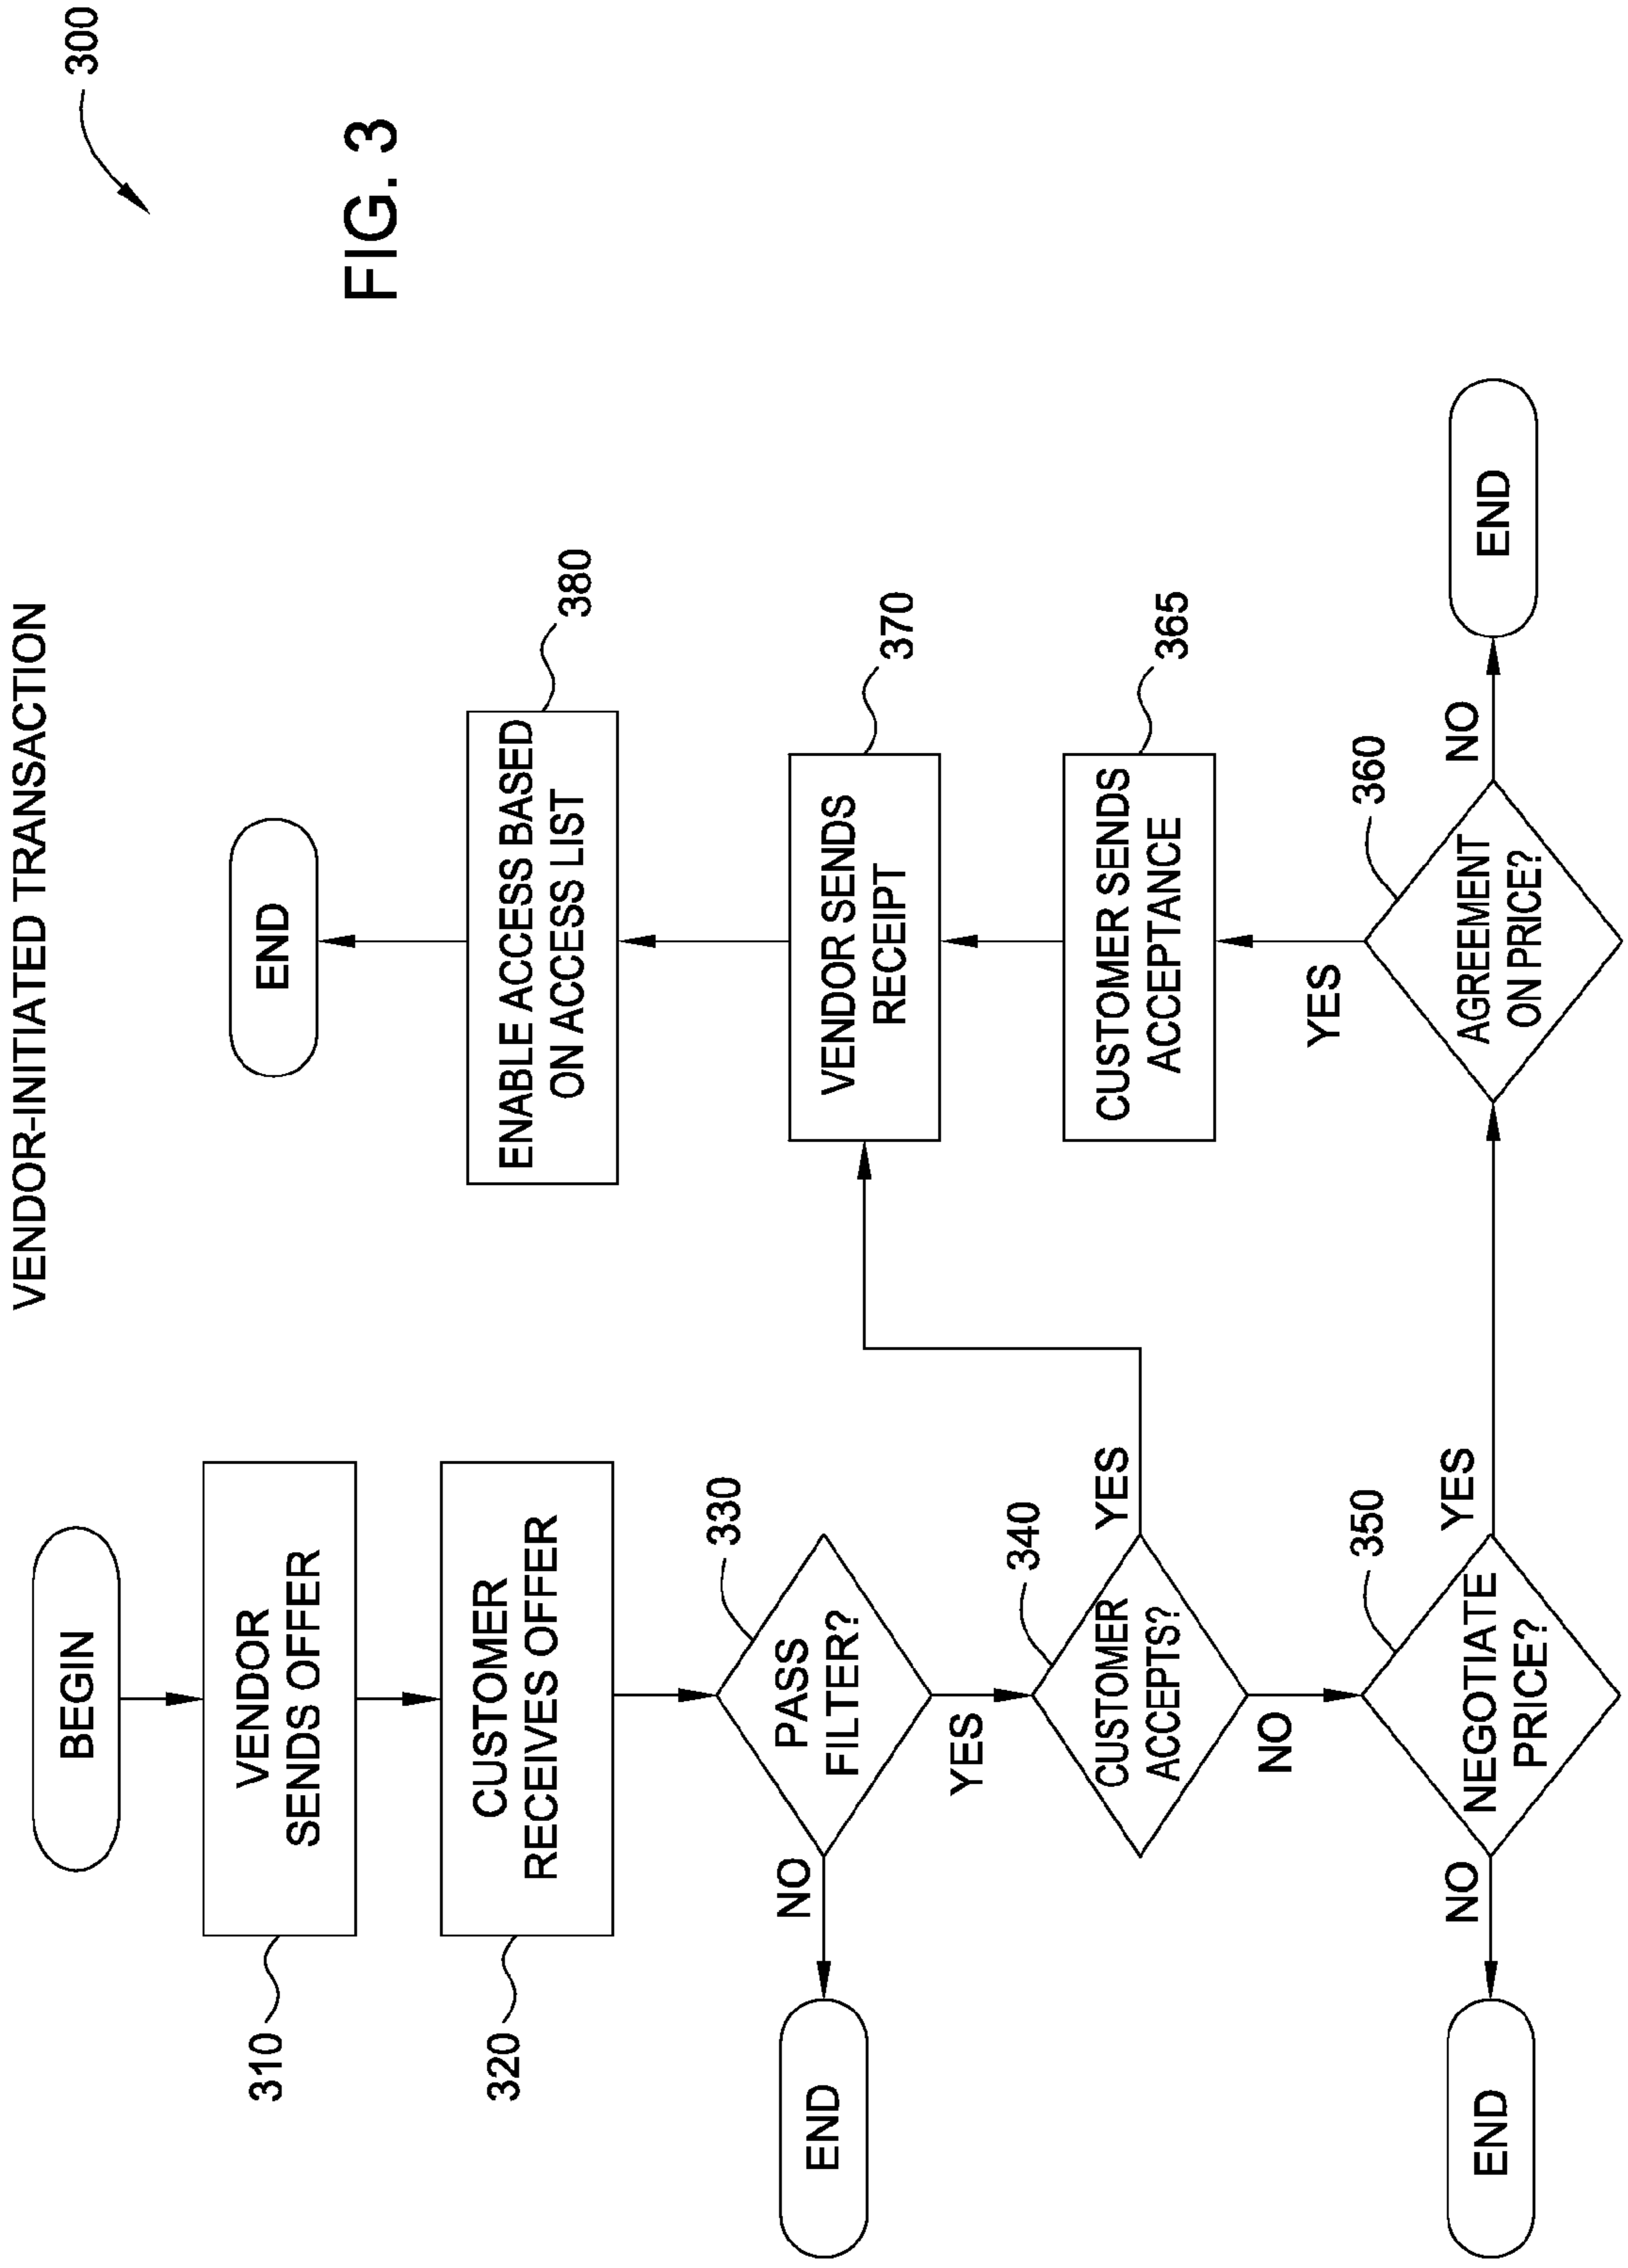 VENDOR-INITIATED TRANSACTION
300
FIG. 3
BEGIN
VENDOR
SENDS OFFER
310
CUSTOMER
RECEIVES OFFER
320
PASS
FILTER?
330
NO
END
YES
CUSTOMER
ACCEPTS?
340
YES
NO
NEGOTIATE
PRICE?
350
NO
END
YES
AGREEMENT
ON PRICE?
360
NO
END
YES
CUSTOMER SENDS
ACCEPTANCE
365
VENDOR SENDS
RECEIPT
370
ENABLE ACCESS BASED
ON ACCESS LIST
380
END